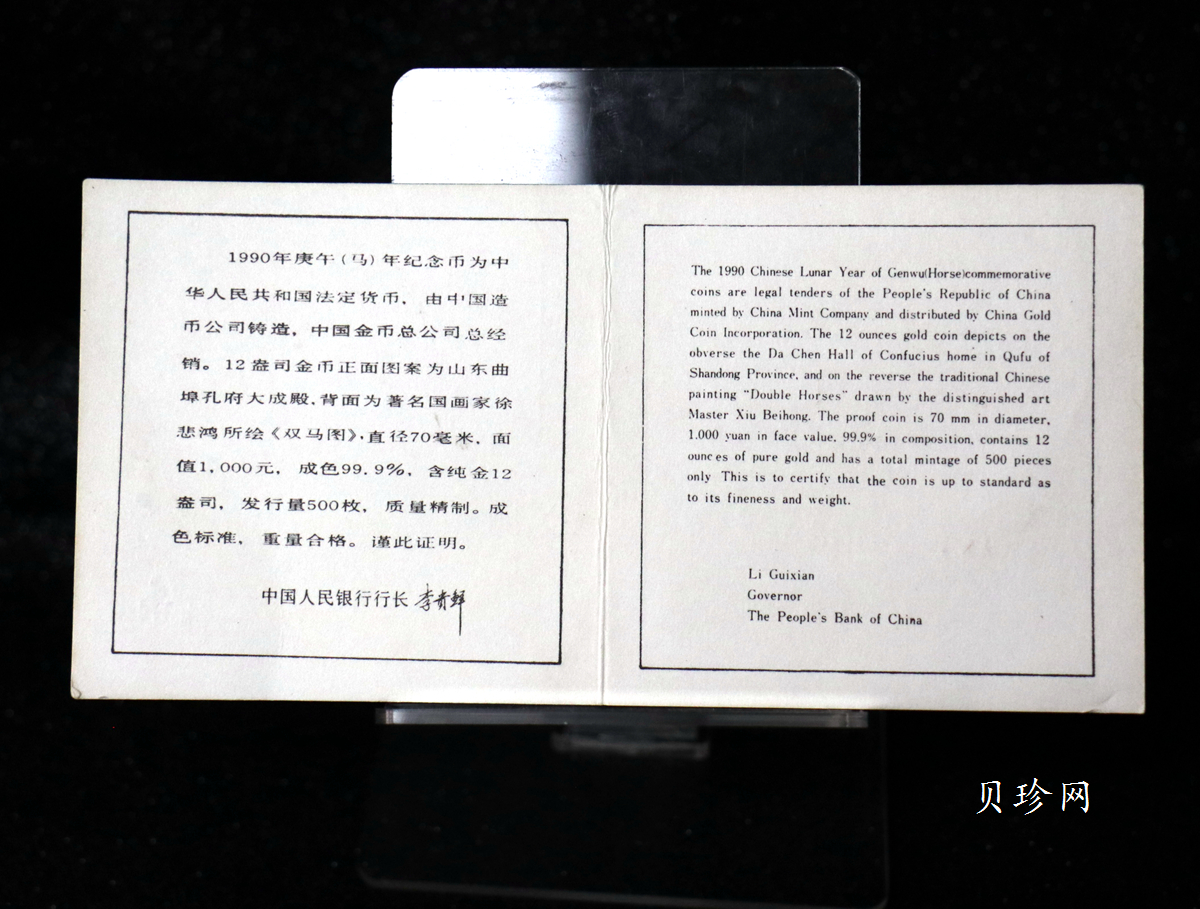 1990年庚午(马)年纪念币为中
华人民共和国法定货币，由中国造
币公司铸造，中国金币总公司总经
销。12盎司金币正面图案为山东曲
埠孔府大成殿，背面为著名国画家徐
悲鸿所绘《双马图》，直径70毫米，面
值1,000元，成色99.9%，含纯金12
盎司，发行量500枚，质量精制。成
色标准，重量合格。谨此证明。
中国人民银行行长 李贵鲜
The 1990 Chinese Lunar Year of Genwu(Horse)commemorative
coins are legal tenders of the People's Republic of China
minted by China Mint Company and distributed by China Gold
Coin Incorporation. The 12 ounces gold coin depicts on the
obverse the Da Chen Hall of Confucius home in Qufu of
Shandong Province, and on the reverse the traditional Chinese
painting "Double Horses" drawn by the distinguished art
Master Xiu Beihong. The proof coin is 70 mm in diameter,
1.000 yuan in face value, 99.9% in composition, contains 12
ounces of pure gold and has a total mintage of 500 pieces
only This is to certify that the coin is up to standard as
to its fineness and weight.
Li Guixian
Governor
The People's Bank of China
贝珍网